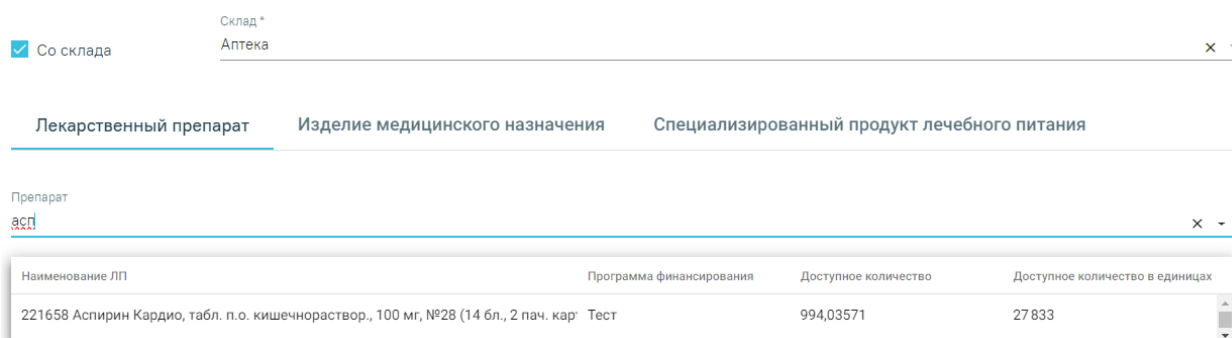 Склад *
Со склада Аптека
Лекарственный препарат Изделие медицинского назначения Специализированный продукт лечебного питания
Препарат
асп
Наименование ЛП Программа финансирования Доступное количество Доступное количество в единицах
221658 Аспирин Кардио, табл. п.о. кишечнораствор., 100 мг, №28 (14 бл., 2 пач. кар Тест 994,03571 27 833